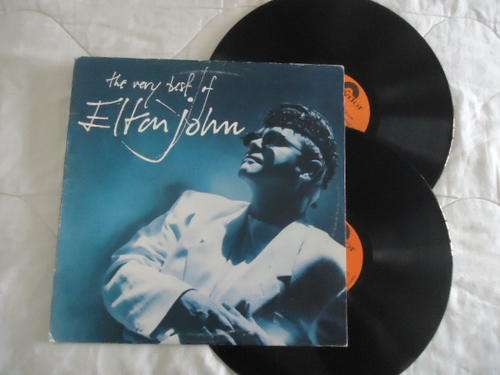 the very best of
Elton John